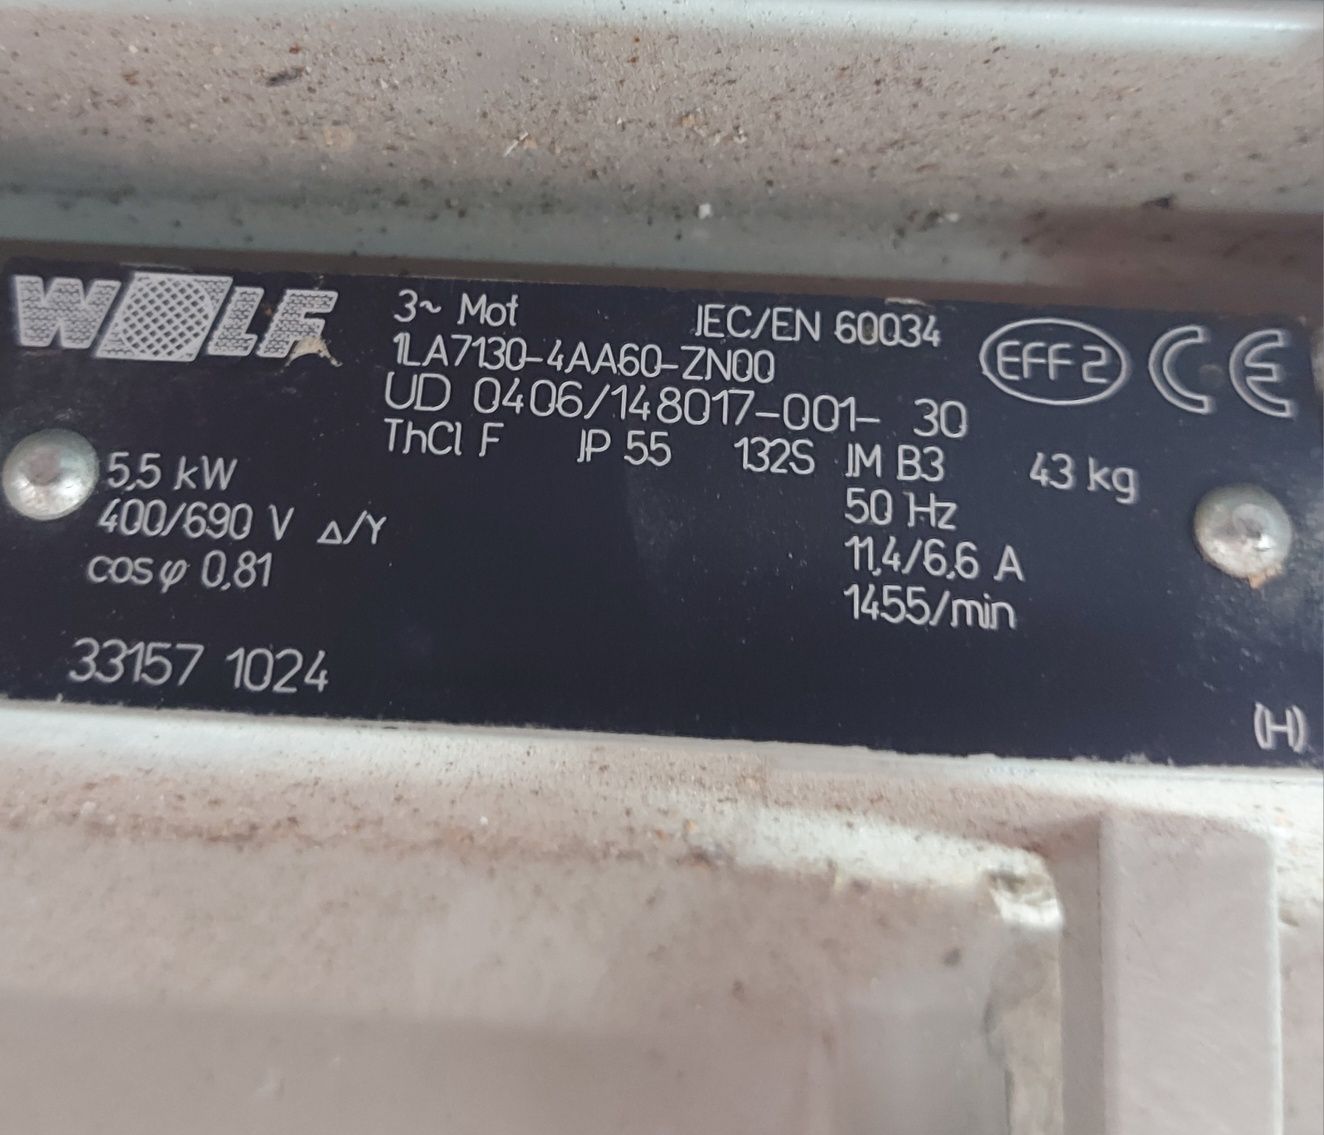 WOLF
3~ Mot IEC/EN 60034 EFF 2 CE
1LA7130-4AA60-ZN00
UD 0406/148017-001- 30
ThCl F IP 55 132S IM B3 43 kg
5,5 kW 50 Hz
400/690 V Δ/Y 11,4/6,6 A
cosφ 0,81 1455/min
33157 1024
(H)